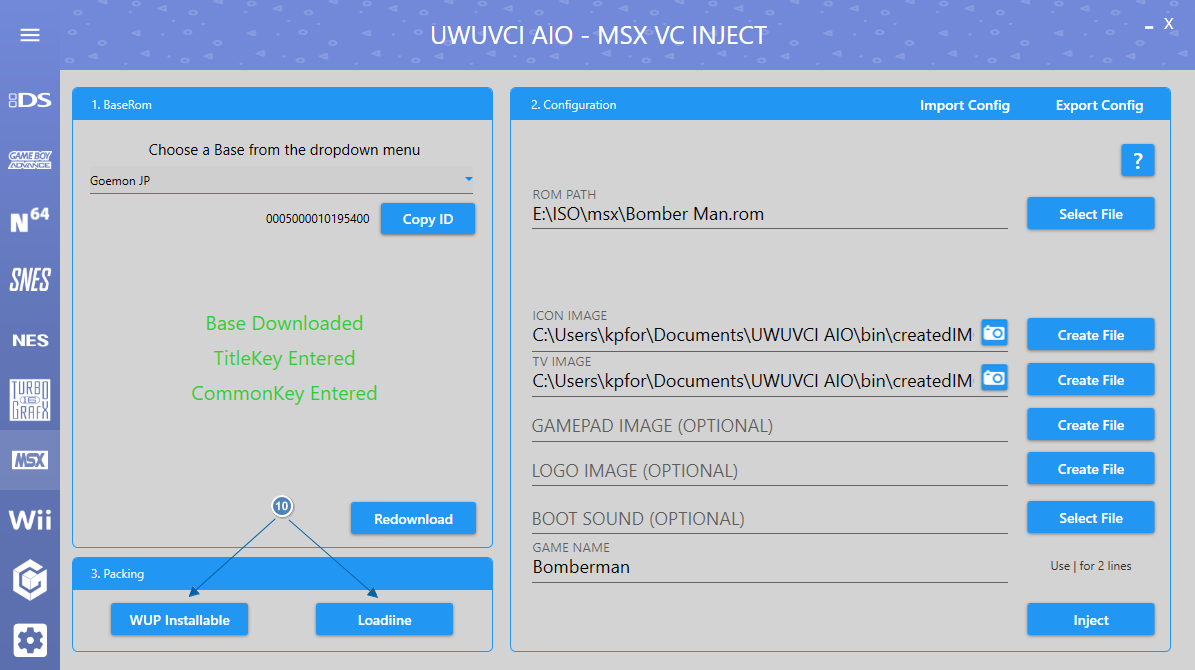 UWUVCI AIO - MSX VC INJECT
X
DS
GAME BOY
ADVANCE
N64
SNES
NES
TURBO
16
GRAFX
MSX
Wii
1. BaseRom
Choose a Base from the dropdown menu
Goemon JP
0005000010195400
Copy ID
Base Downloaded
TitleKey Entered
CommonKey Entered
10
Redownload
3. Packing
WUP Installable
Loadiine
2. Configuration
Import Config
Export Config
?
ROM PATH
E:\ISO\msx\Bomber Man.rom
Select File
ICON IMAGE
C:\Users\kpfor\Documents\UWUVCI AIO\bin\createdIM
Create File
TV IMAGE
C:\Users\kpfor\Documents\UWUVCI AIO\bin\createdIM
Create File
GAMEPAD IMAGE (OPTIONAL)
Create File
LOGO IMAGE (OPTIONAL)
Create File
BOOT SOUND (OPTIONAL)
Select File
GAME NAME
Bomberman
Use | for 2 lines
Inject